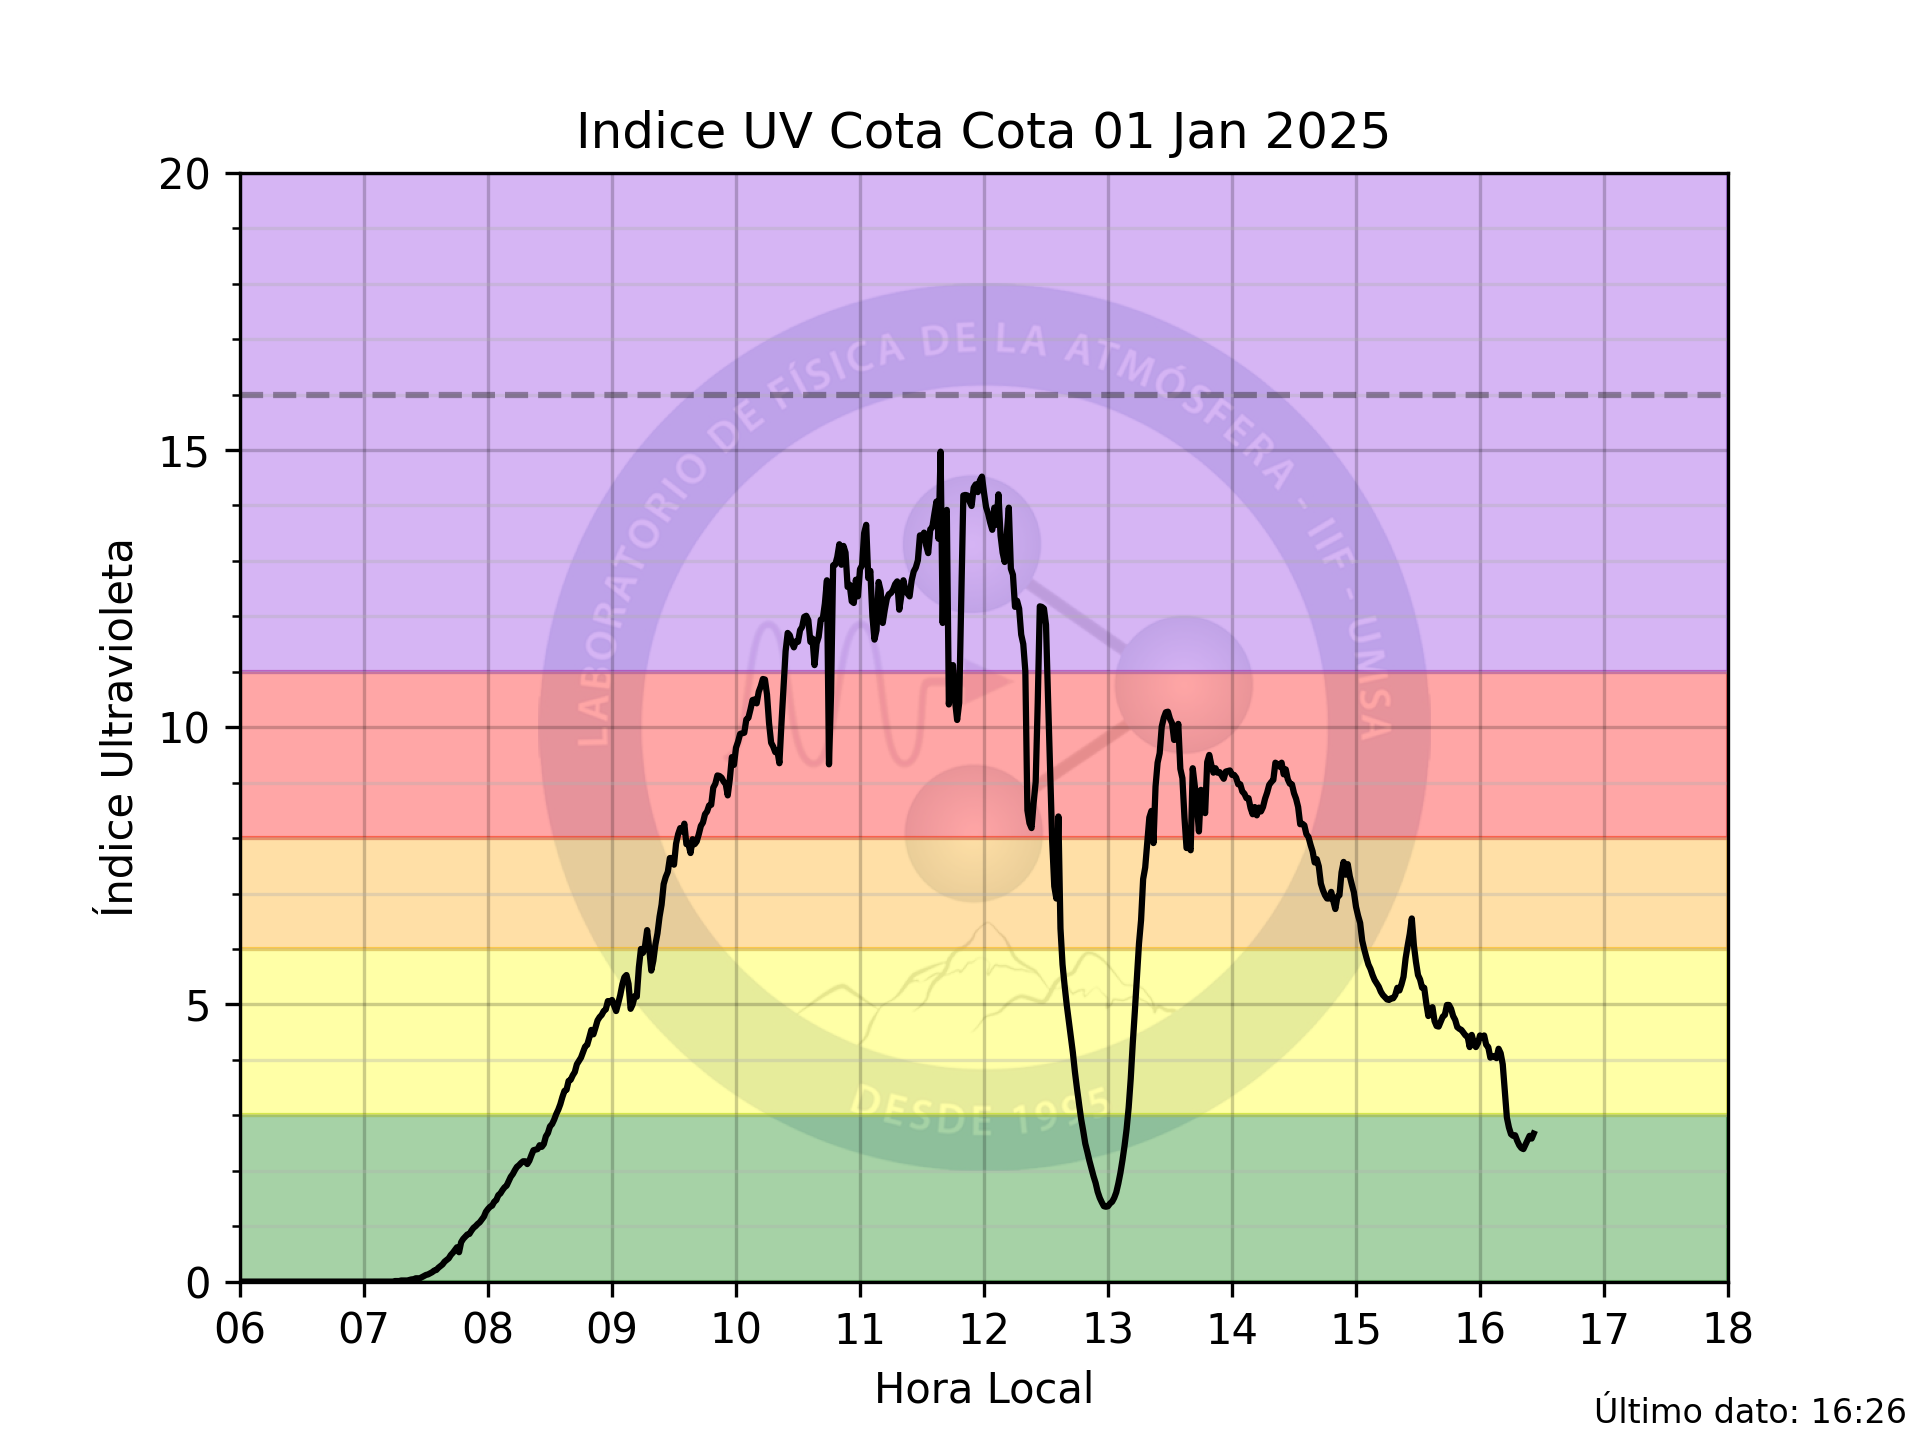 Indice UV Cota Cota 01 Jan 2025
20
15
10
5
0
Índice Ultravioleta
LABORATORIO DE FÍSICA DE LA ATMÓSFERA - IIF - UMSA
DESDE 1995
06 07 08 09 10 11 12 13 14 15 16 17 18
Hora Local
Último dato: 16:26